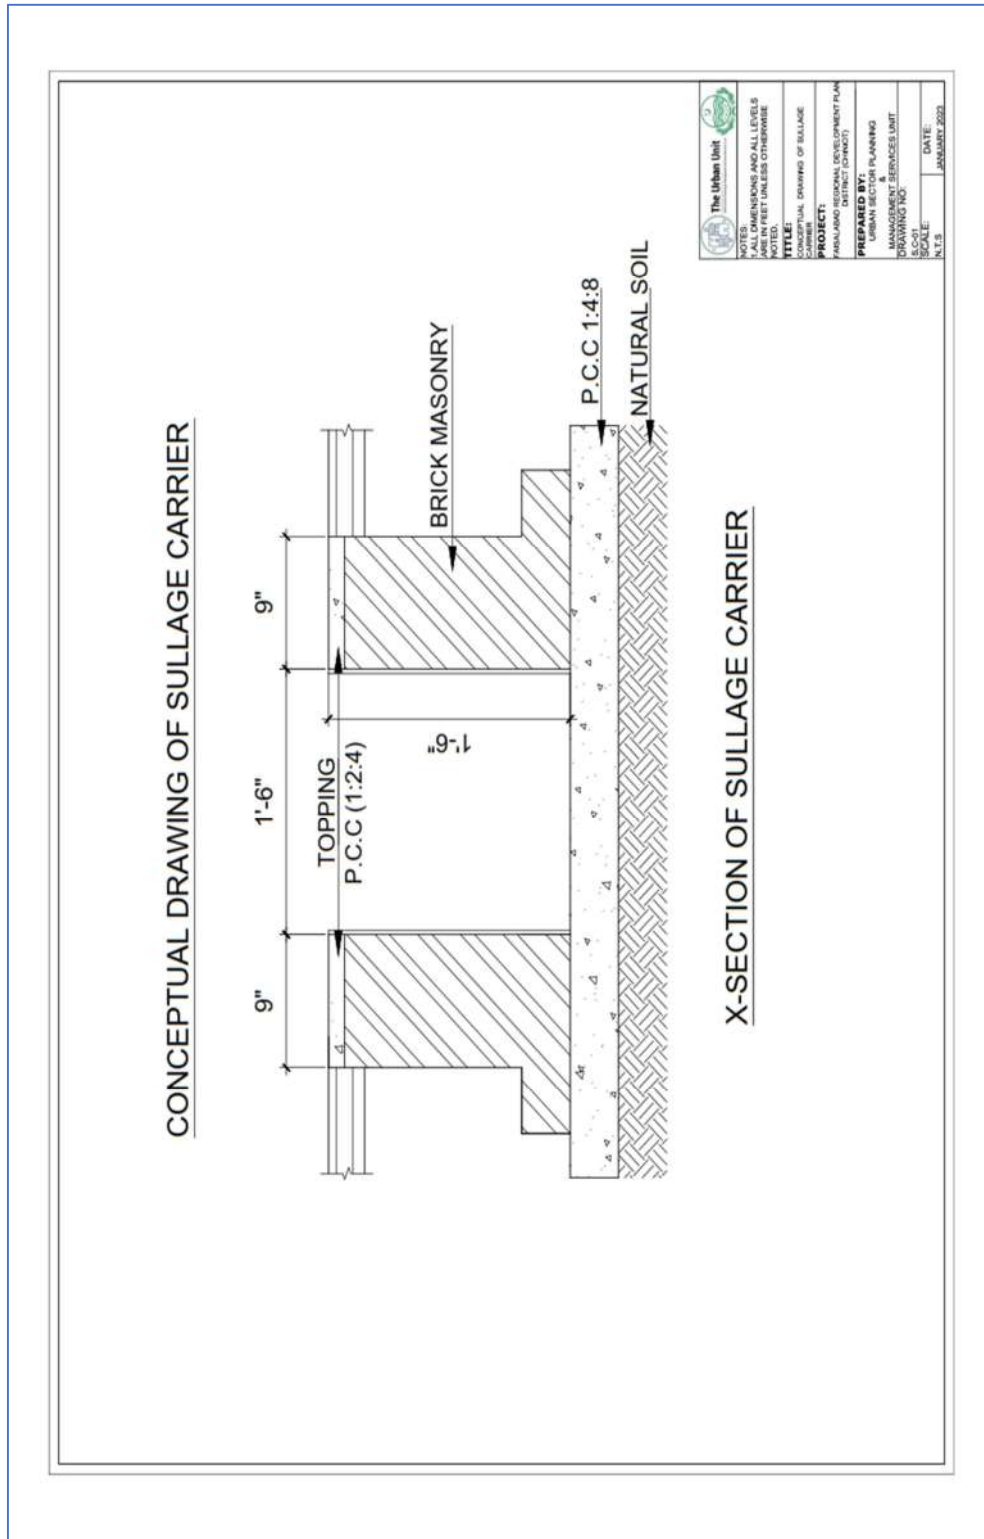 CONCEPTUAL DRAWING OF SULLAGE CARRIER
9"
1'-6"
9"
TOPPING
P.C.C (1:2:4)
1'-6"
BRICK MASONRY
P.C.C 1:4:8
NATURAL SOIL
X-SECTION OF SULLAGE CARRIER
The Urban Unit
NOTES:
1.ALL DIMENSIONS AND ALL LEVELS
ARE IN FEET UNLESS OTHERWISE
NOTED.
TITLE:
CONCEPTUAL DRAWING OF SULLAGE
CARRIER
PROJECT:
FAISALABAD REGIONAL DEVELOPMENT PLAN
DISTRICT (CHINIOT)
PREPARED BY:
URBAN SECTOR PLANNING
&
MANAGEMENT SERVICES UNIT
DRAWING NO:
S.C-01
SCALE:
N.T.S
DATE:
JANUARY 2023